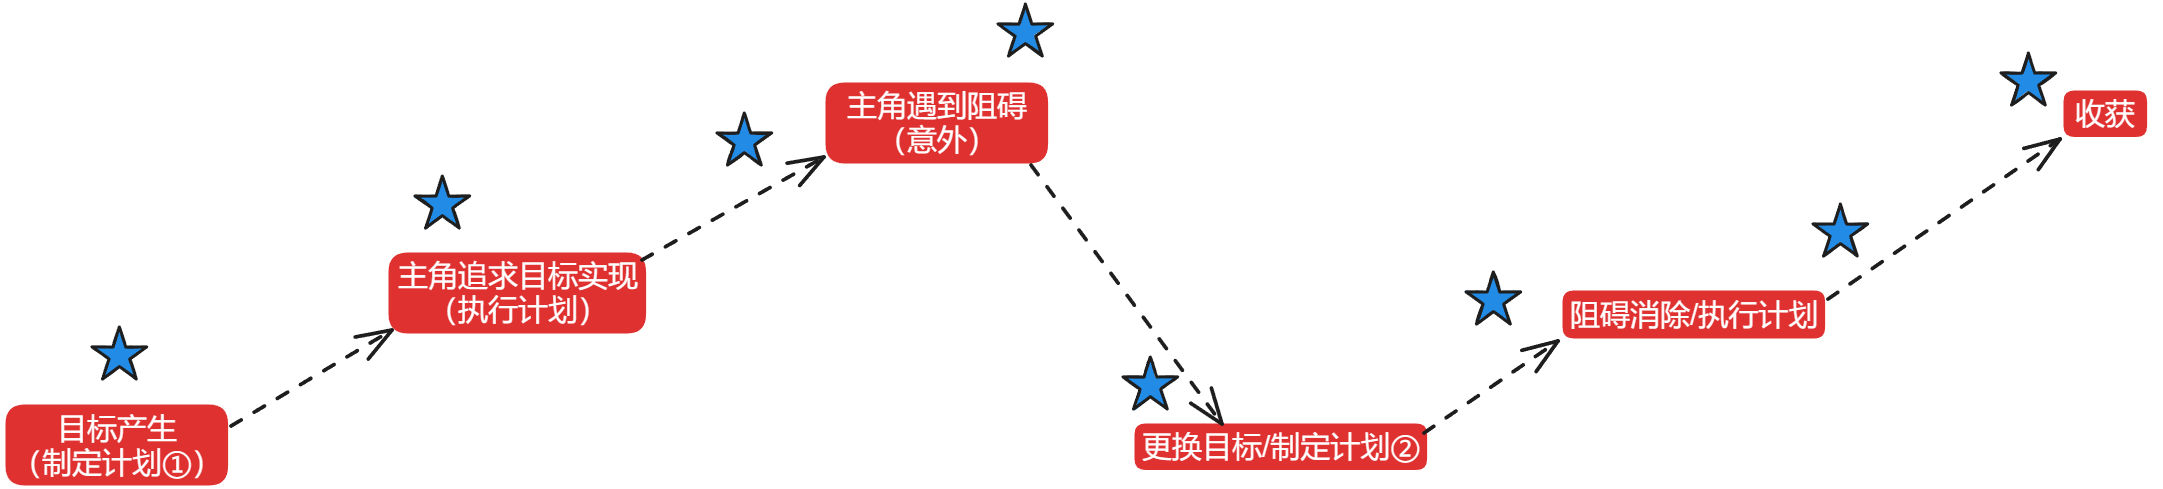 目标产生
（制定计划①）
主角追求目标实现
（执行计划）
主角遇到阻碍
（意外）
更换目标/制定计划②
阻碍消除/执行计划
收获